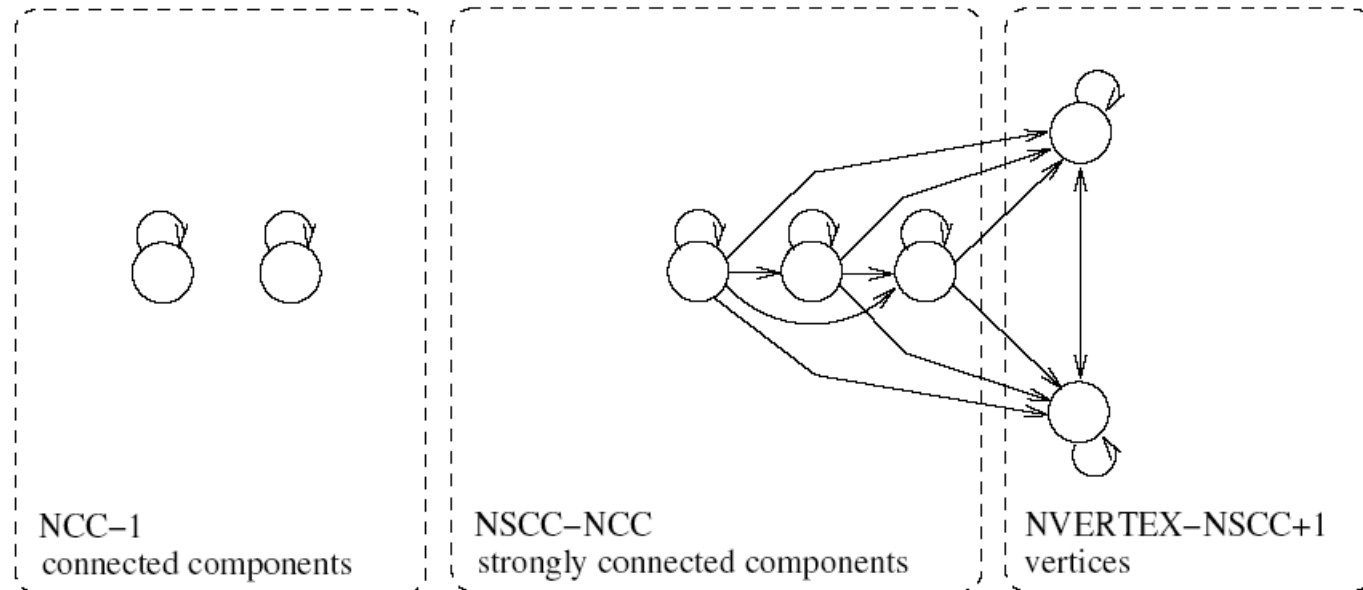 NCC−1
connected components
NSCC−NCC
strongly connected components
NVERTEX−NSCC+1
vertices